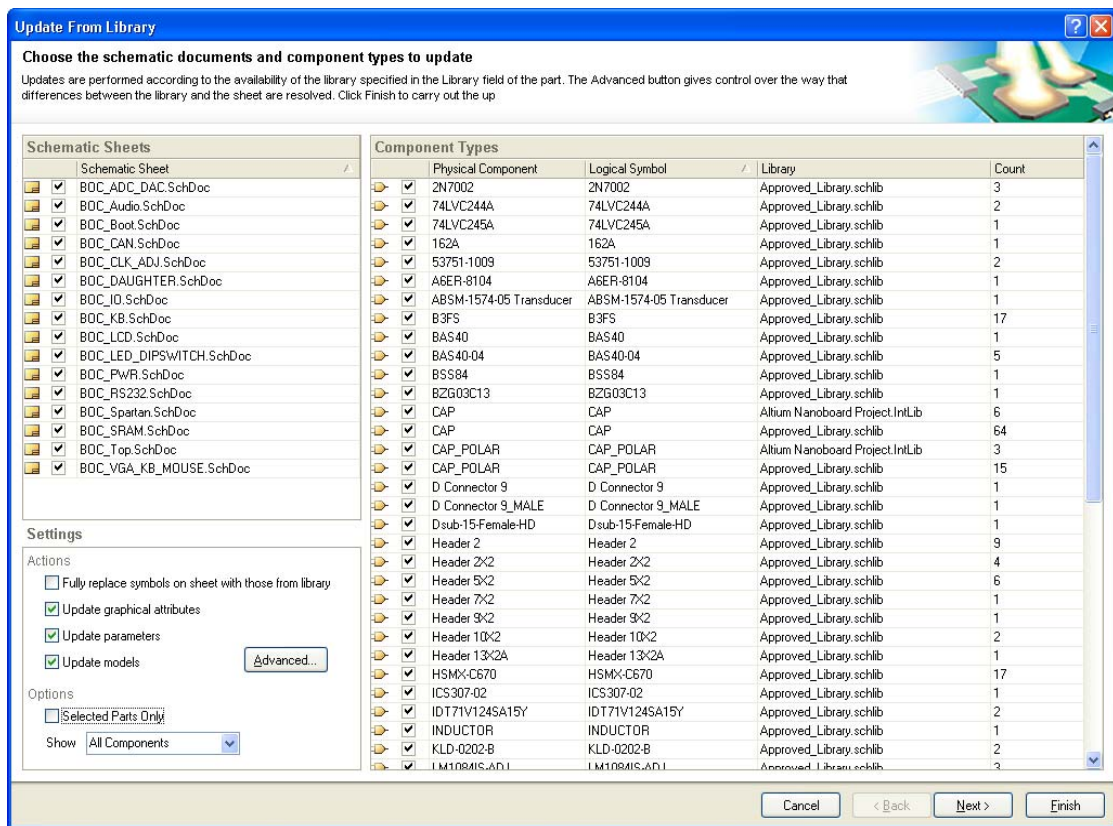 Update From Library
Choose the schematic documents and component types to update
Updates are performed according to the availability of the library specified in the Library field of the part. The Advanced button gives control over the way that
differences between the library and the sheet are resolved. Click Finish to carry out the up
Schematic Sheets
Schematic Sheet
BOC_ADC_DAC.SchDoc
BOC_Audio.SchDoc
BOC_Boot.SchDoc
BOC_CAN.SchDoc
BOC_CLK_ADJ.SchDoc
BOC_DAUGHTER.SchDoc
BOC_IO.SchDoc
BOC_KB.SchDoc
BOC_LCD.SchDoc
BOC_LED_DIPSWITCH.SchDoc
BOC_PWR.SchDoc
BOC_RS232.SchDoc
BOC_Spartan.SchDoc
BOC_SRAM.SchDoc
BOC_Top.SchDoc
BOC_VGA_KB_MOUSE.SchDoc
Settings
Actions
Fully replace symbols on sheet with those from library
Update graphical attributes
Update parameters
Update models
Advanced...
Options
Selected Parts Only
Show All Components
Component Types
Physical Component Logical Symbol Library Count
2N7002 2N7002 Approved_Library.schlib 3
74LVC244A 74LVC244A Approved_Library.schlib 2
74LVC245A 74LVC245A Approved_Library.schlib 1
162A 162A Approved_Library.schlib 1
53751-1009 53751-1009 Approved_Library.schlib 2
A6ER-8104 A6ER-8104 Approved_Library.schlib 1
ABSM-1574-05 Transducer ABSM-1574-05 Transducer Approved_Library.schlib 1
B3FS B3FS Approved_Library.schlib 17
BAS40 BAS40 Approved_Library.schlib 1
BAS40-04 BAS40-04 Approved_Library.schlib 5
BSS84 BSS84 Approved_Library.schlib 1
BZG03C13 BZG03C13 Approved_Library.schlib 1
CAP CAP Altium Nanoboard Project.IntLib 6
CAP CAP Approved_Library.schlib 64
CAP_POLAR CAP_POLAR Altium Nanoboard Project.IntLib 3
CAP_POLAR CAP_POLAR Approved_Library.schlib 15
D Connector 9 D Connector 9 Approved_Library.schlib 1
D Connector 9_MALE D Connector 9_MALE Approved_Library.schlib 1
Dsub-15-Female-HD Dsub-15-Female-HD Approved_Library.schlib 1
Header 2 Header 2 Approved_Library.schlib 9
Header 2X2 Header 2X2 Approved_Library.schlib 4
Header 5X2 Header 5X2 Approved_Library.schlib 6
Header 7X2 Header 7X2 Approved_Library.schlib 1
Header 9X2 Header 9X2 Approved_Library.schlib 1
Header 10X2 Header 10X2 Approved_Library.schlib 2
Header 13X2A Header 13X2A Approved_Library.schlib 1
HSMX-C670 HSMX-C670 Approved_Library.schlib 17
ICS307-02 ICS307-02 Approved_Library.schlib 1
IDT71V124SA15Y IDT71V124SA15Y Approved_Library.schlib 2
INDUCTOR INDUCTOR Approved_Library.schlib 1
KLD-0202-B KLD-0202-B Approved_Library.schlib 2
LM1084IS-ADJ LM1084IS-ADJ Approved_Library.schlib 3
Cancel < Back Next > Finish